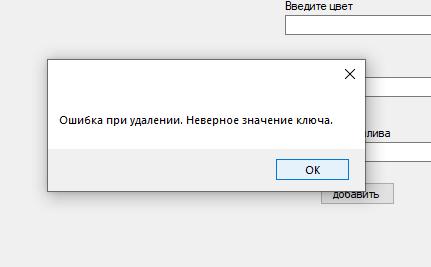 Введите цвет
Ошибка при удалении. Неверное значение ключа.
OK
добавить